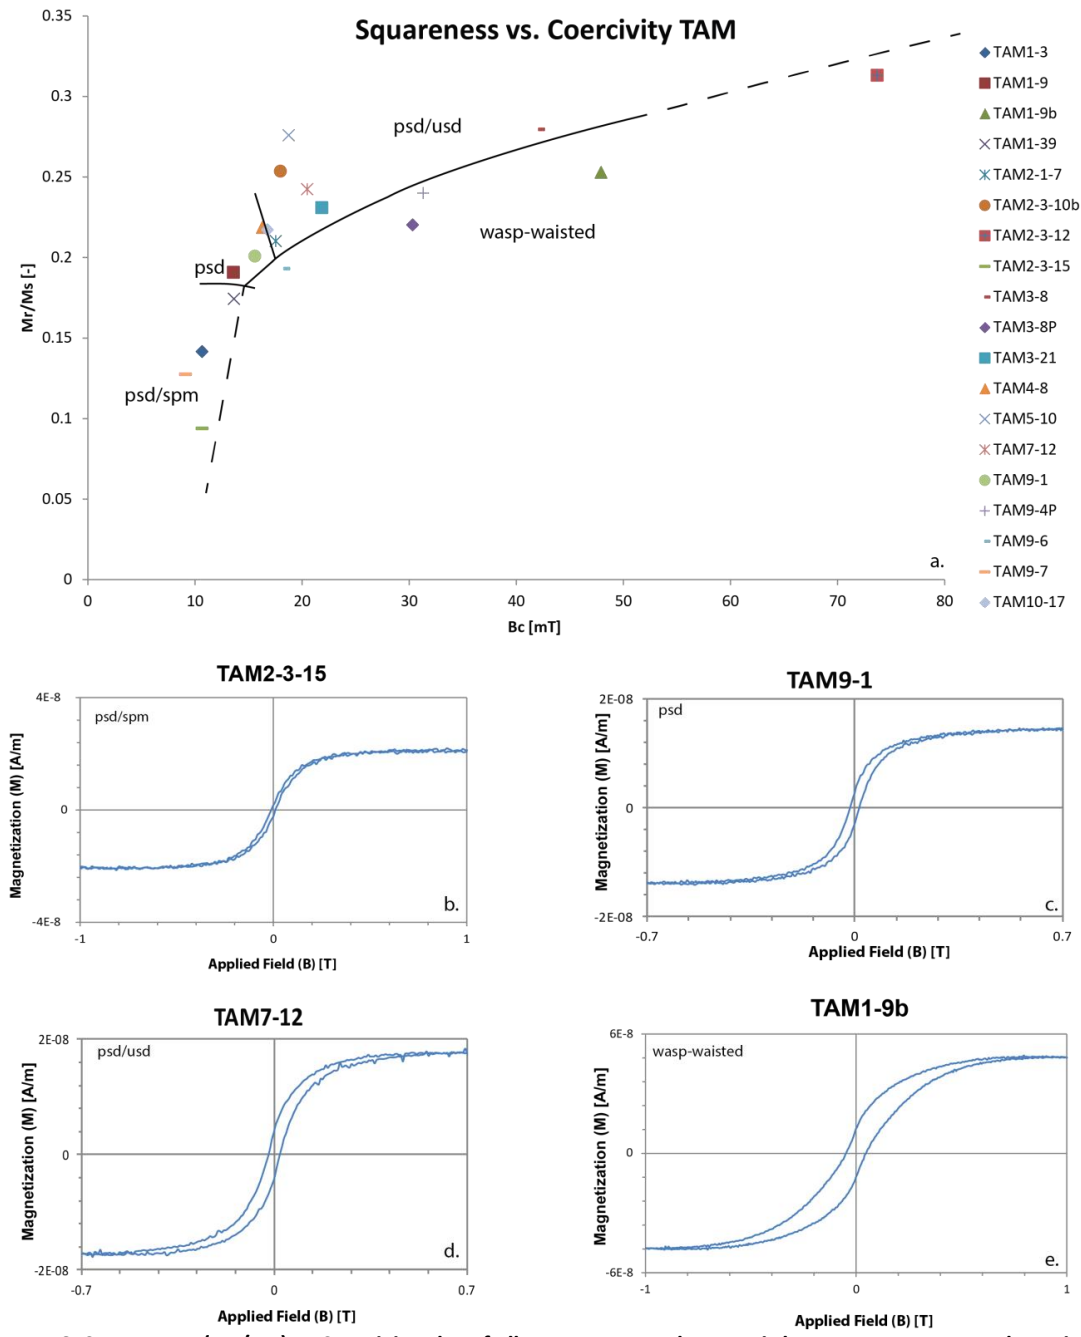 Squareness vs. Coercivity TAM
0.35
0.3
0.25
0.2
0.15
0.1
0.05
0
Mr/Ms [-]
psd/usd
wasp-waisted
psd
psd/spm
a.
0 10 20 30 40 50 60 70 80
Bc [mT]
TAM1-3
TAM1-9
TAM1-9b
TAM1-39
TAM2-1-7
TAM2-3-10b
TAM2-3-12
TAM2-3-15
TAM3-8
TAM3-8P
TAM3-21
TAM4-8
TAM5-10
TAM7-12
TAM9-1
TAM9-4P
TAM9-6
TAM9-7
TAM10-17
TAM2-3-15
4E-8
psd/spm
Magnetization (M) [A/m]
0
b.
-4E-8
-1 0 1
Applied Field (B) [T]
TAM9-1
2E-08
psd
Magnetization (M) [A/m]
0
c.
-2E-08
-0.7 0 0.7
Applied Field (B) [T]
TAM7-12
2E-08
psd/usd
Magnetization (M) [A/m]
0
d.
-2E-08
-0.7 0 0.7
Applied Field (B) [T]
TAM1-9b
6E-8
wasp-waisted
Magnetization (M) [A/m]
0
e.
-6E-8
-1 0 1
Applied Field (B) [T]